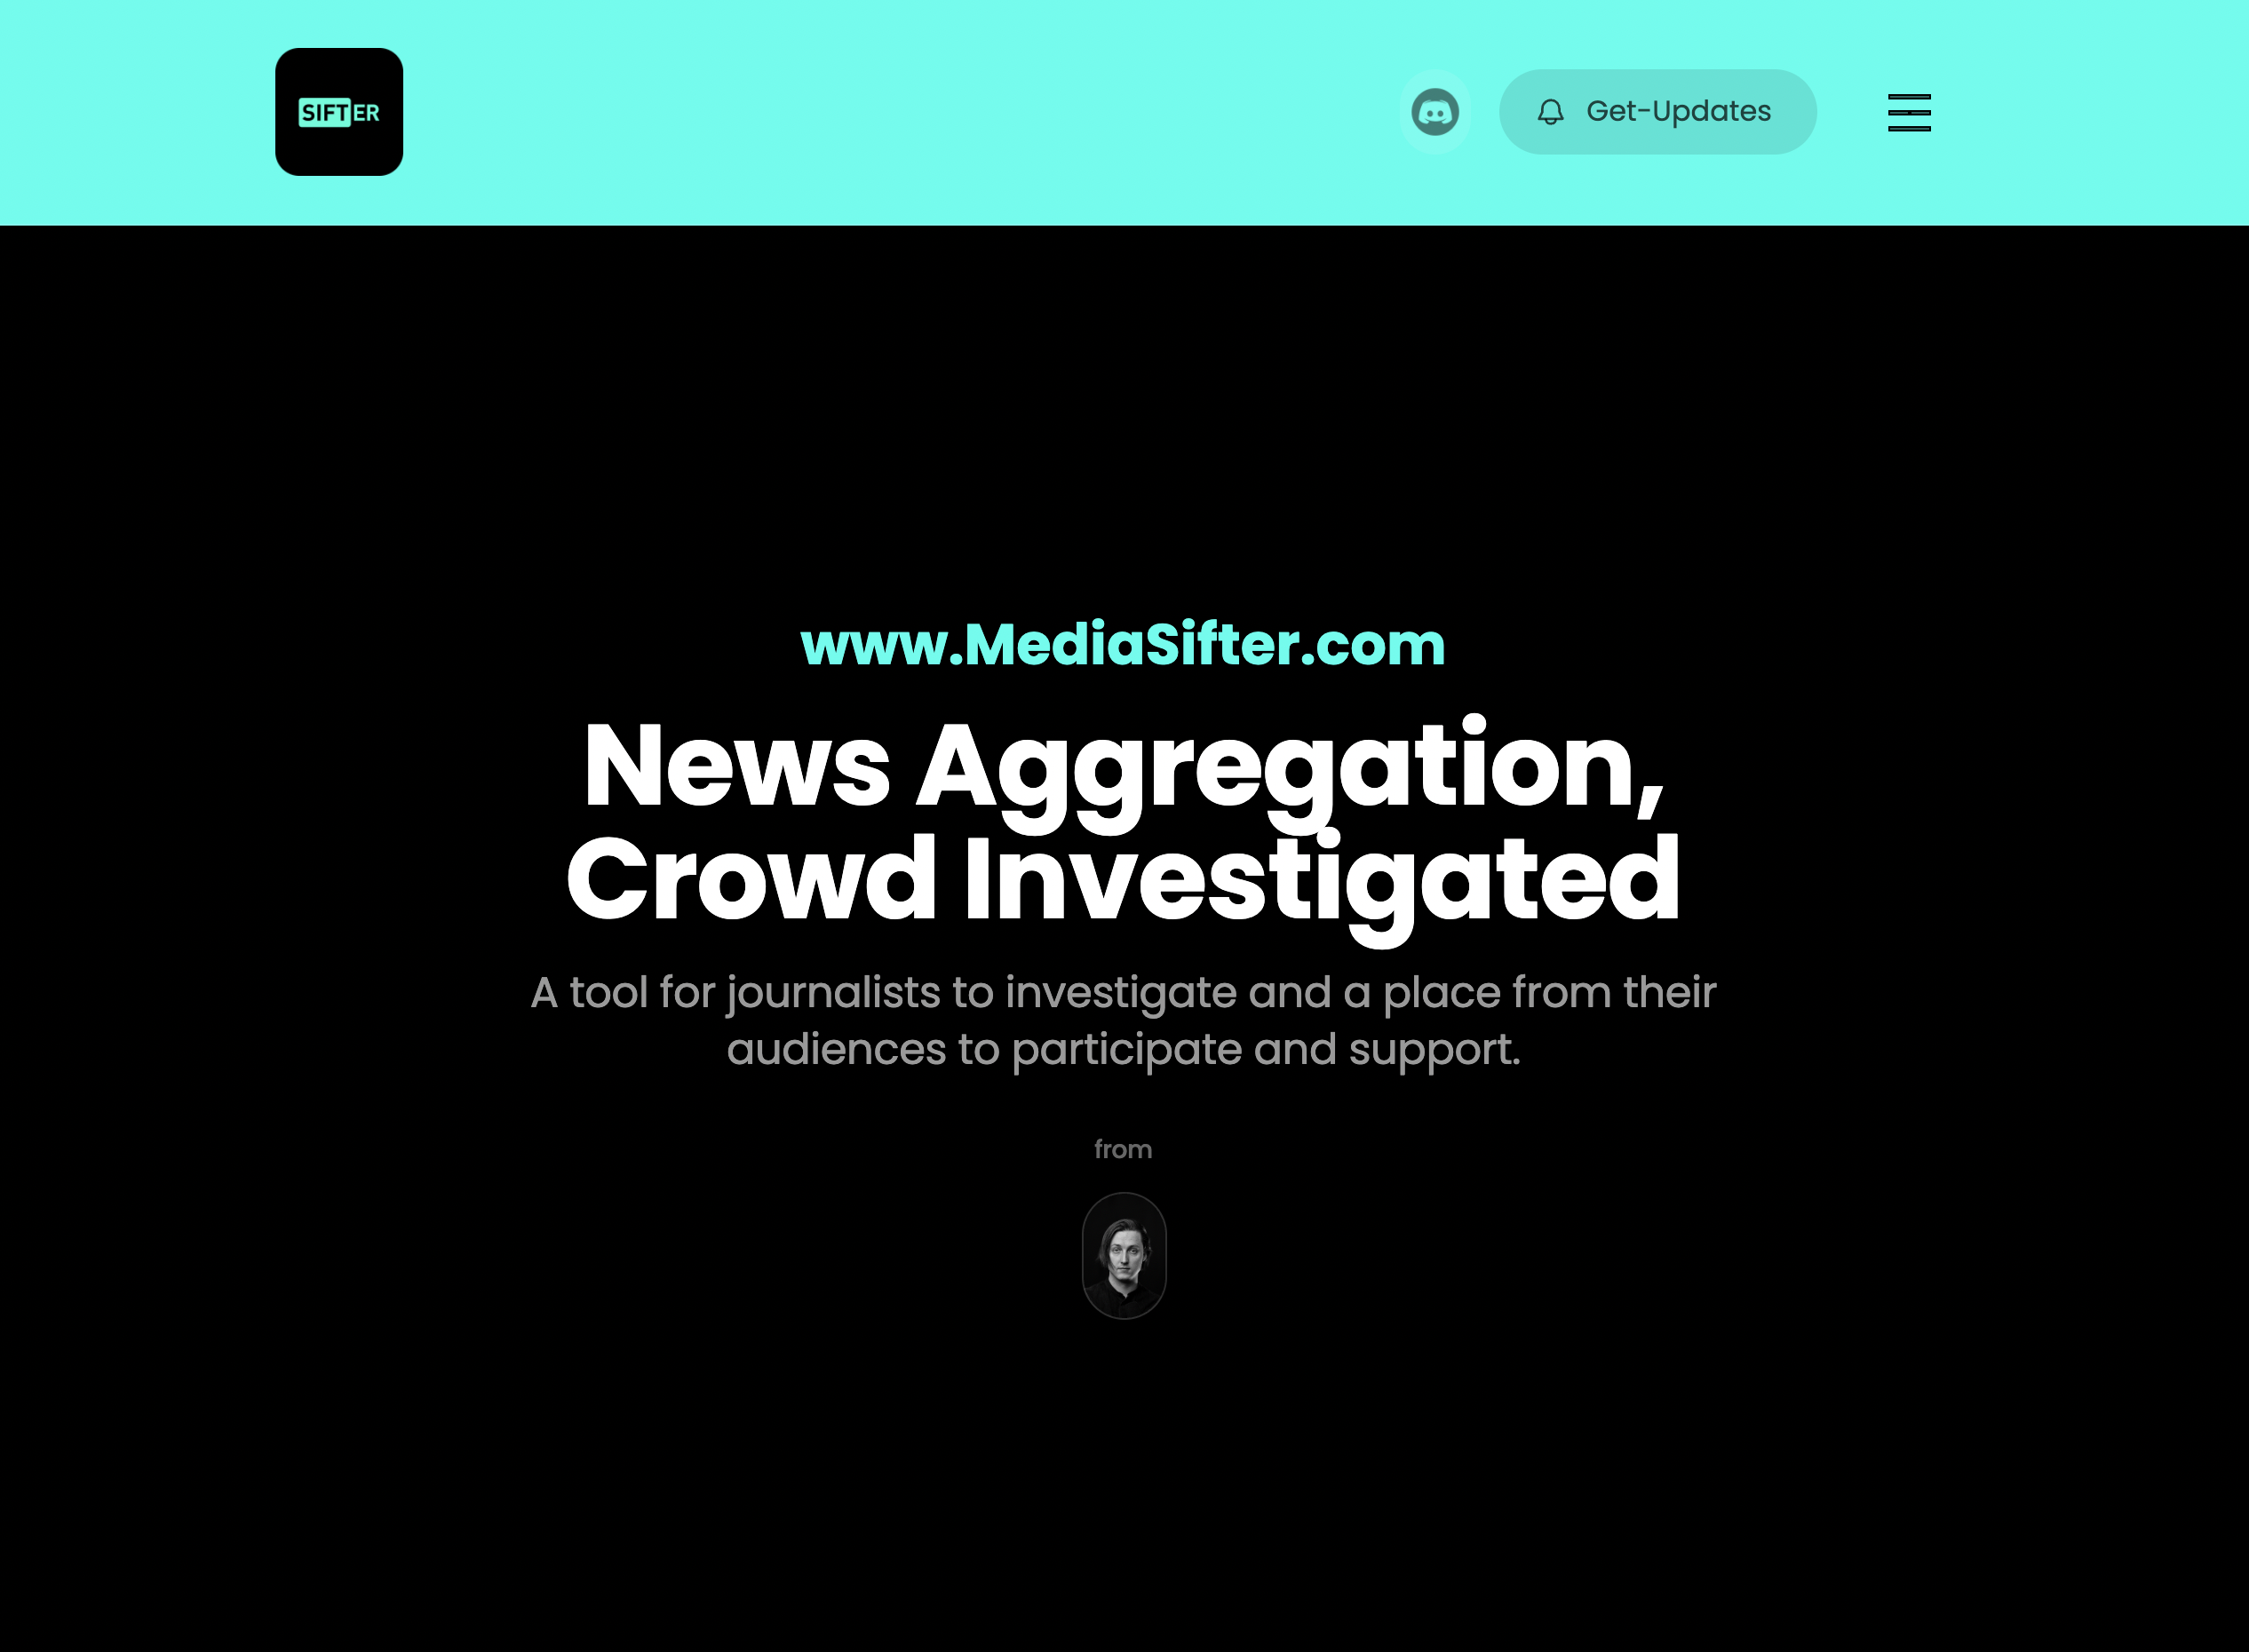 SIFTER
Get-Updates
www.MediaSifter.com
News Aggregation,
Crowd Investigated
A tool for journalists to investigate and a place from their
audiences to participate and support.
from